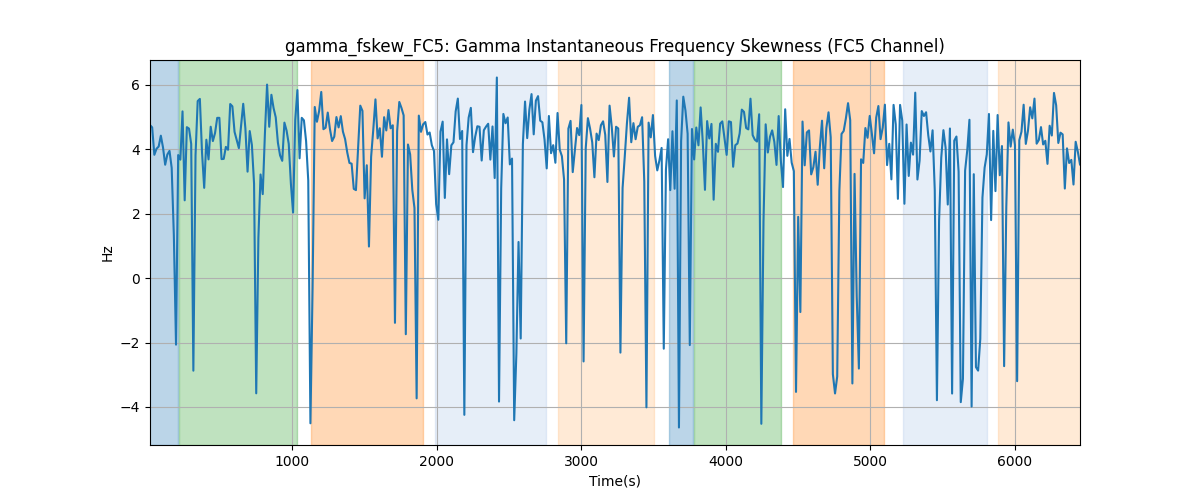 gamma_fskew_FC5: Gamma Instantaneous Frequency Skewness (FC5 Channel)
6
4
2
0
−2
−4
Hz
1000 2000 3000 4000 5000 6000
Time(s)